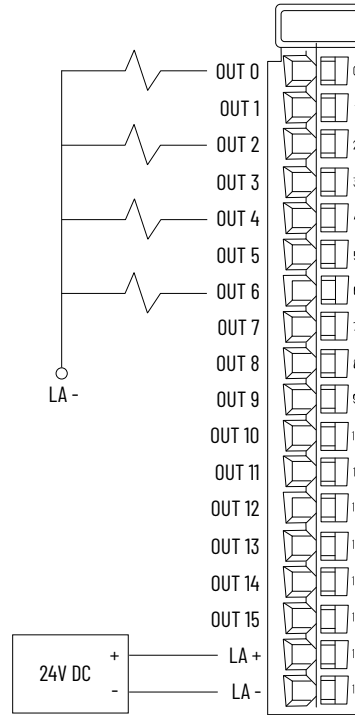 OUT 0
OUT 1
OUT 2
OUT 3
OUT 4
OUT 5
OUT 6
OUT 7
OUT 8
OUT 9
OUT 10
OUT 11
OUT 12
OUT 13
OUT 14
OUT 15
LA +
LA -
LA -
24V DC
+
-